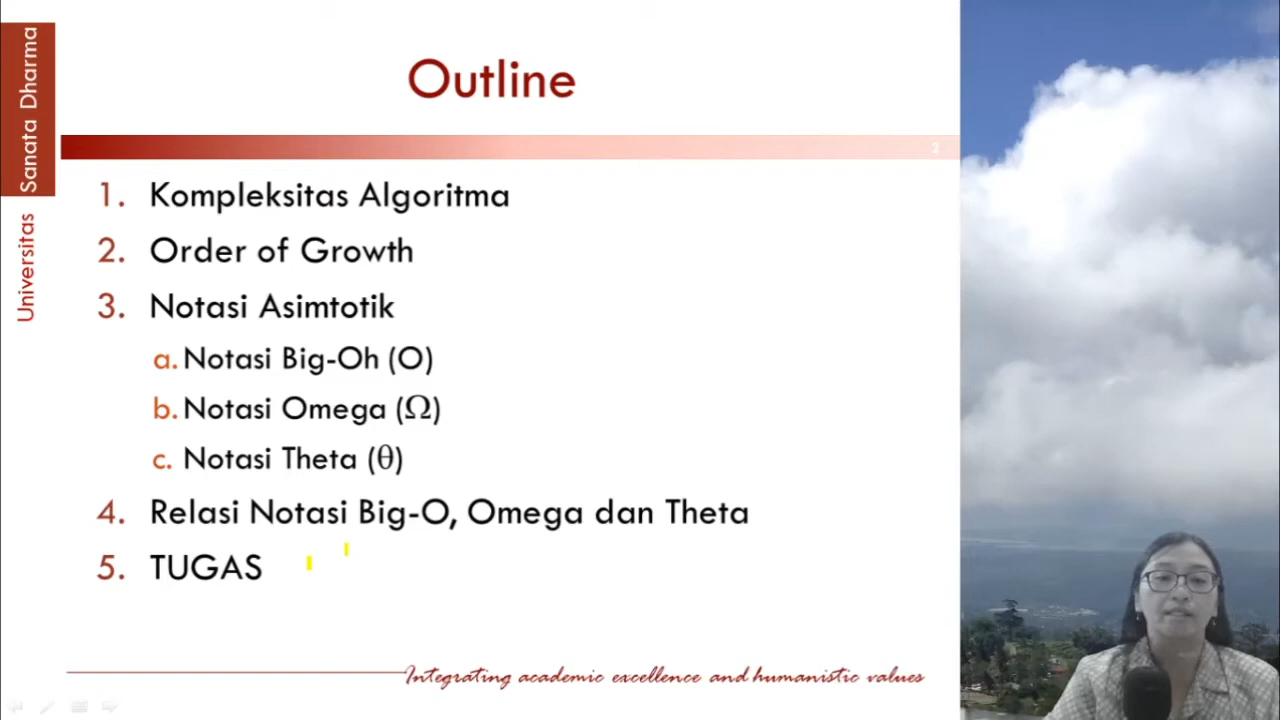 Universitas Sanata Dharma
Outline
2
1. Kompleksitas Algoritma
2. Order of Growth
3. Notasi Asimtotik
a. Notasi Big-Oh (O)
b. Notasi Omega (Ω)
c. Notasi Theta (θ)
4. Relasi Notasi Big-O, Omega dan Theta
5. TUGAS
Integrating academic excellence and humanistic values